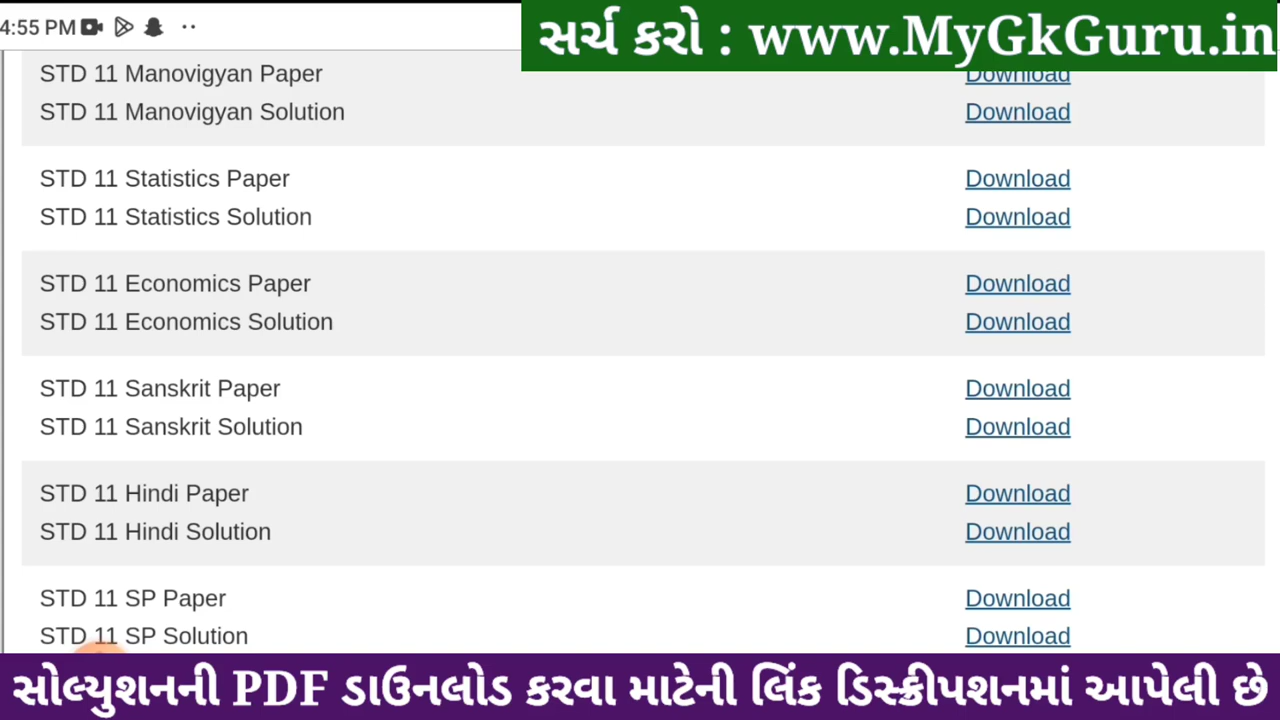 4:55 PM
સર્ચ કરો : www.MyGkGuru.in
STD 11 Manovigyan Paper Download
STD 11 Manovigyan Solution Download
STD 11 Statistics Paper Download
STD 11 Statistics Solution Download
STD 11 Economics Paper Download
STD 11 Economics Solution Download
STD 11 Sanskrit Paper Download
STD 11 Sanskrit Solution Download
STD 11 Hindi Paper Download
STD 11 Hindi Solution Download
STD 11 SP Paper Download
STD 11 SP Solution Download
સોલ્યુશનની PDF ડાઉનલોડ કરવા માટેની લિંક ડિસ્ક્રીપશનમાં આપેલી છે